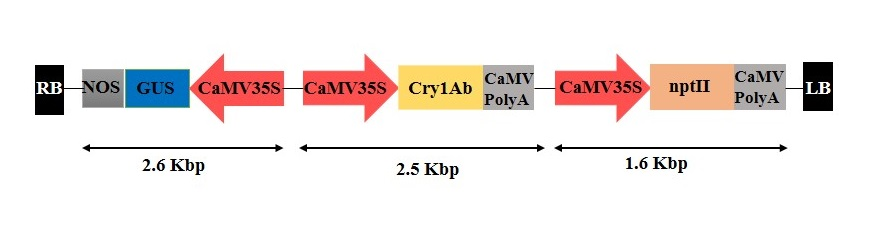 RB NOS GUS CaMV35S CaMV35S Cry1Ab CaMV PolyA CaMV35S nptII CaMV PolyA LB
2.6 Kbp 2.5 Kbp 1.6 Kbp